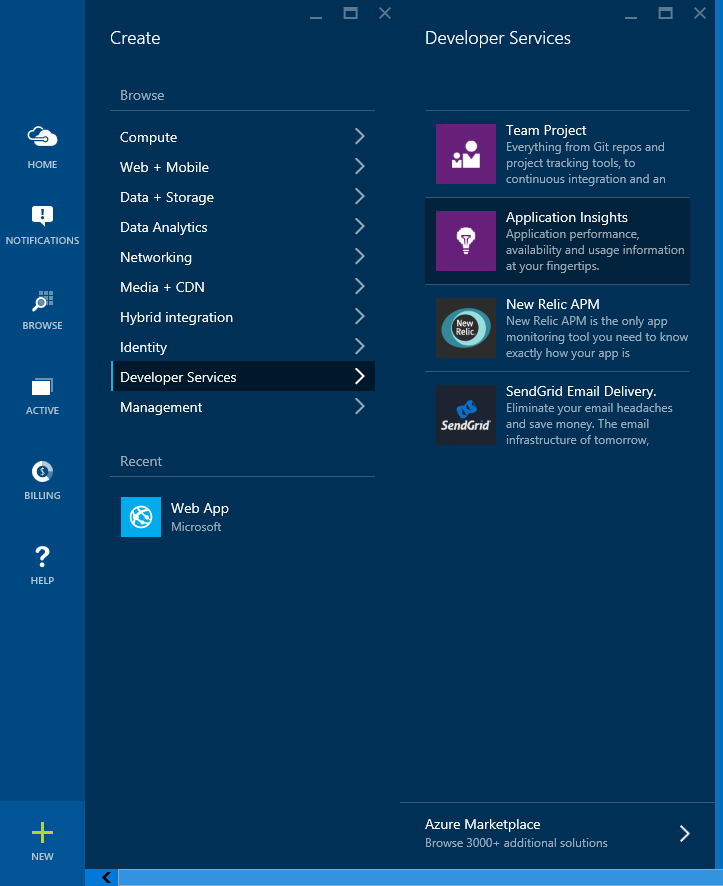 HOME
NOTIFICATIONS
BROWSE
ACTIVE
BILLING
HELP
NEW
Create
Browse
Compute
Web + Mobile
Data + Storage
Data Analytics
Networking
Media + CDN
Hybrid integration
Identity
Developer Services
Management
Recent
Web App
Microsoft
Developer Services
Team Project
Everything from Git repos and
project tracking tools, to
continuous integration and an
Application Insights
Application performance,
availability and usage information
at your fingertips.
New
Relic
New Relic APM
New Relic APM is the only app
monitoring tool you need to know
exactly how your app is
SendGrid
SendGrid Email Delivery.
Eliminate your email headaches
and save money. The email
infrastructure of tomorrow,
Azure Marketplace
Browse 3000+ additional solutions